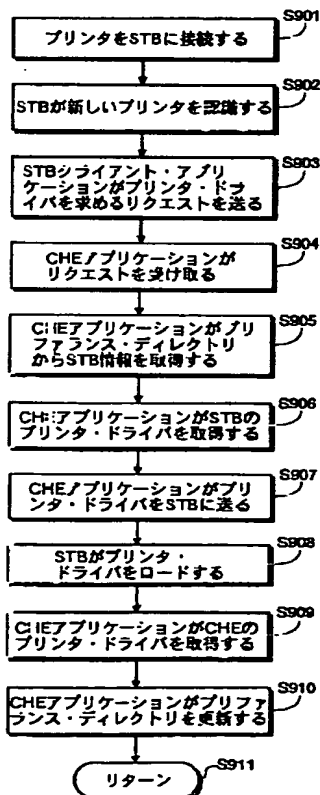 S901
プリンタをSTBに接続する
S902
STBが新しいプリンタを認識する
S903
STBクライアント・アプリ
ケーションがプリンタ・ドラ
イバを求めるリクエストを送る
S904
CHEアプリケーションが
リクエストを受け取る
S905
CHEアプリケーションがプリ
ファランス・ディレクトリ
からSTB情報を取得する
S906
CHEアプリケーションがSTBの
プリンタ・ドライバを取得する
S907
CHEアプリケーションがプリ
ンタ・ドライバをSTBに送る
S908
STBがプリンタ・
ドライバをロードする
S909
CHEアプリケーションがCHEの
プリンタ・ドライバを取得する
S910
CHEアプリケーションがプリファ
ランス・ディレクトリを更新する
S911
リターン